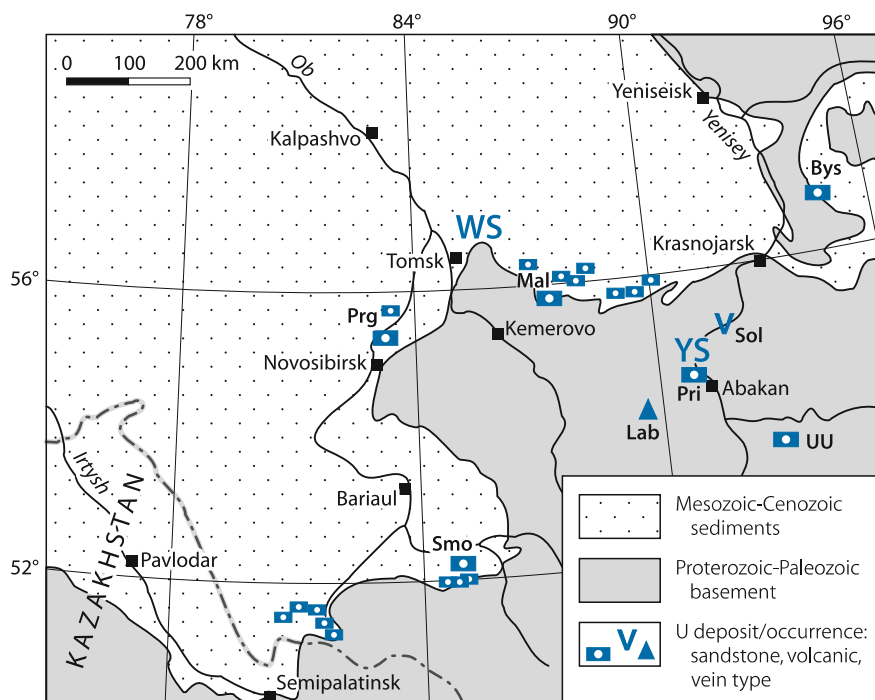 78° 84° 90° 96°
0 100 200 km
Ob
Yeniseisk
Yenisey
Kalpashvo
Bys
WS
Krasnojarsk
Tomsk
56°
Mal
Prg
Kemerovo
V
Sol
Novosibirsk
YS
Pri
Abakan
Lab
UU
Irtysh
Bariaul
KAZAKHSTAN
Smo
Pavlodar
52°
Semipalatinsk
Mesozoic-Cenozoic
sediments
Proterozoic-Paleozoic
basement
U deposit/occurrence:
V
sandstone, volcanic,
vein type